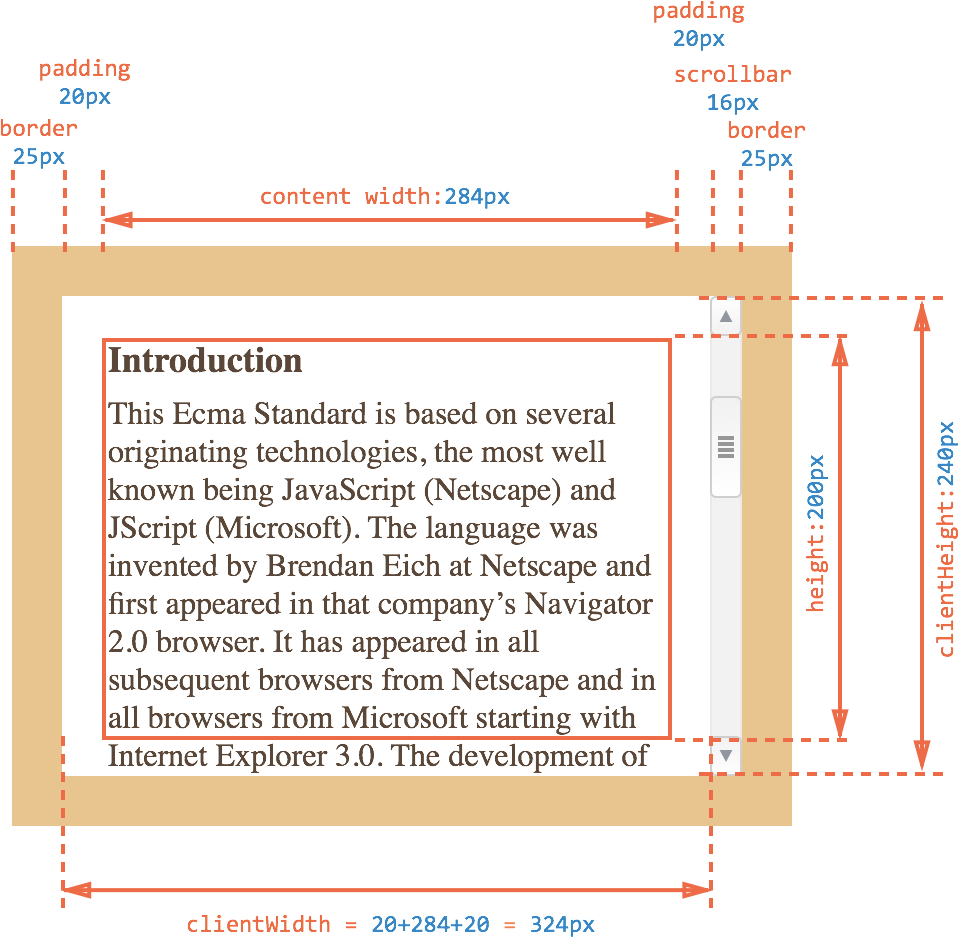 padding
20px
padding
20px
scrollbar
16px
border
25px
border
25px
content width:284px
Introduction
This Ecma Standard is based on several
originating technologies, the most well
known being JavaScript (Netscape) and
JScript (Microsoft). The language was
invented by Brendan Eich at Netscape and
first appeared in that company’s Navigator
2.0 browser. It has appeared in all
subsequent browsers from Netscape and in
all browsers from Microsoft starting with
Internet Explorer 3.0. The development of
height:200px
clientHeight:240px
clientWidth = 20+284+20 = 324px